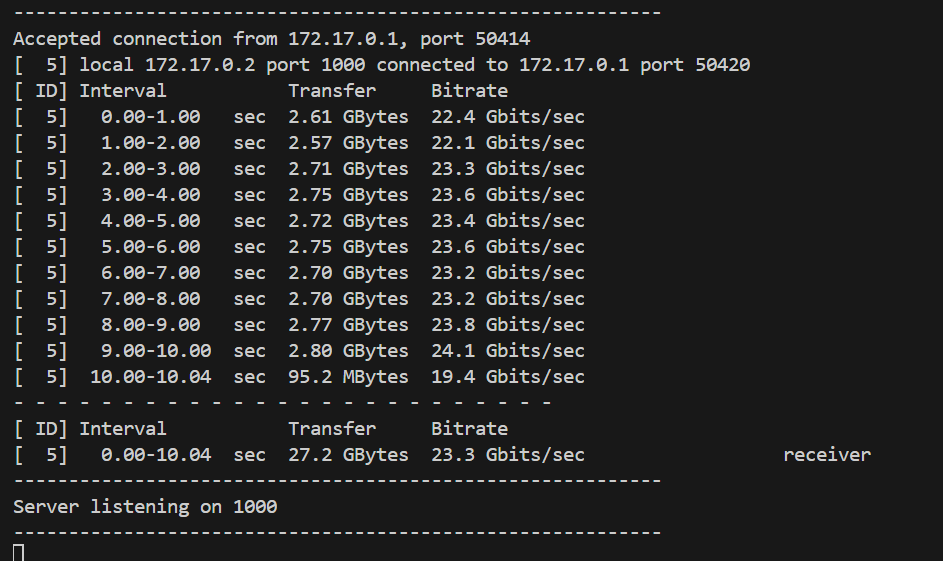 -----------------------------------------------------------
Accepted connection from 172.17.0.1, port 50414
[  5] local 172.17.0.2 port 1000 connected to 172.17.0.1 port 50420
[ ID] Interval           Transfer     Bitrate
[  5]   0.00-1.00   sec  2.61 GBytes  22.4 Gbits/sec
[  5]   1.00-2.00   sec  2.57 GBytes  22.1 Gbits/sec
[  5]   2.00-3.00   sec  2.71 GBytes  23.3 Gbits/sec
[  5]   3.00-4.00   sec  2.75 GBytes  23.6 Gbits/sec
[  5]   4.00-5.00   sec  2.72 GBytes  23.4 Gbits/sec
[  5]   5.00-6.00   sec  2.75 GBytes  23.6 Gbits/sec
[  5]   6.00-7.00   sec  2.70 GBytes  23.2 Gbits/sec
[  5]   7.00-8.00   sec  2.70 GBytes  23.2 Gbits/sec
[  5]   8.00-9.00   sec  2.77 GBytes  23.8 Gbits/sec
[  5]   9.00-10.00  sec  2.80 GBytes  24.1 Gbits/sec
[  5]  10.00-10.04  sec  95.2 MBytes  19.4 Gbits/sec
- - - - - - - - - - - - - - - - - - - - - - - - -
[ ID] Interval           Transfer     Bitrate
[  5]   0.00-10.04  sec  27.2 GBytes  23.3 Gbits/sec                  receiver
-----------------------------------------------------------
Server listening on 1000
-----------------------------------------------------------